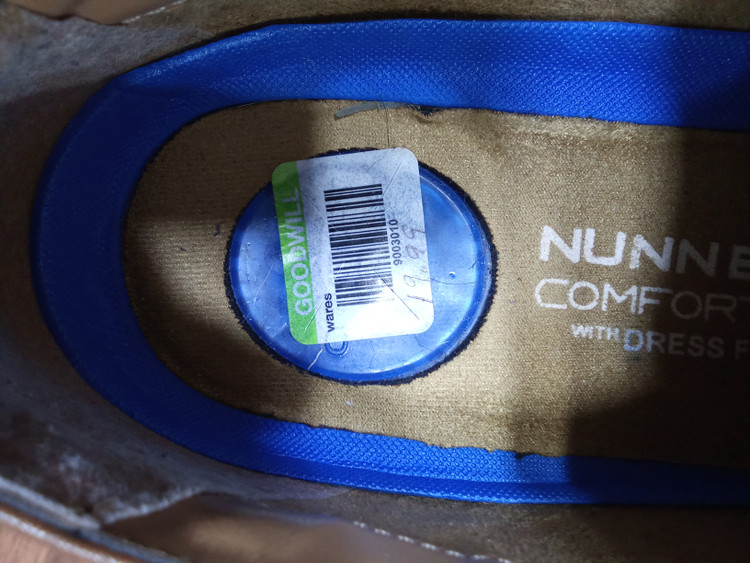 GOODWILL
wares
9003010
19.99
NUNN
COMFORT
WITH DRESS